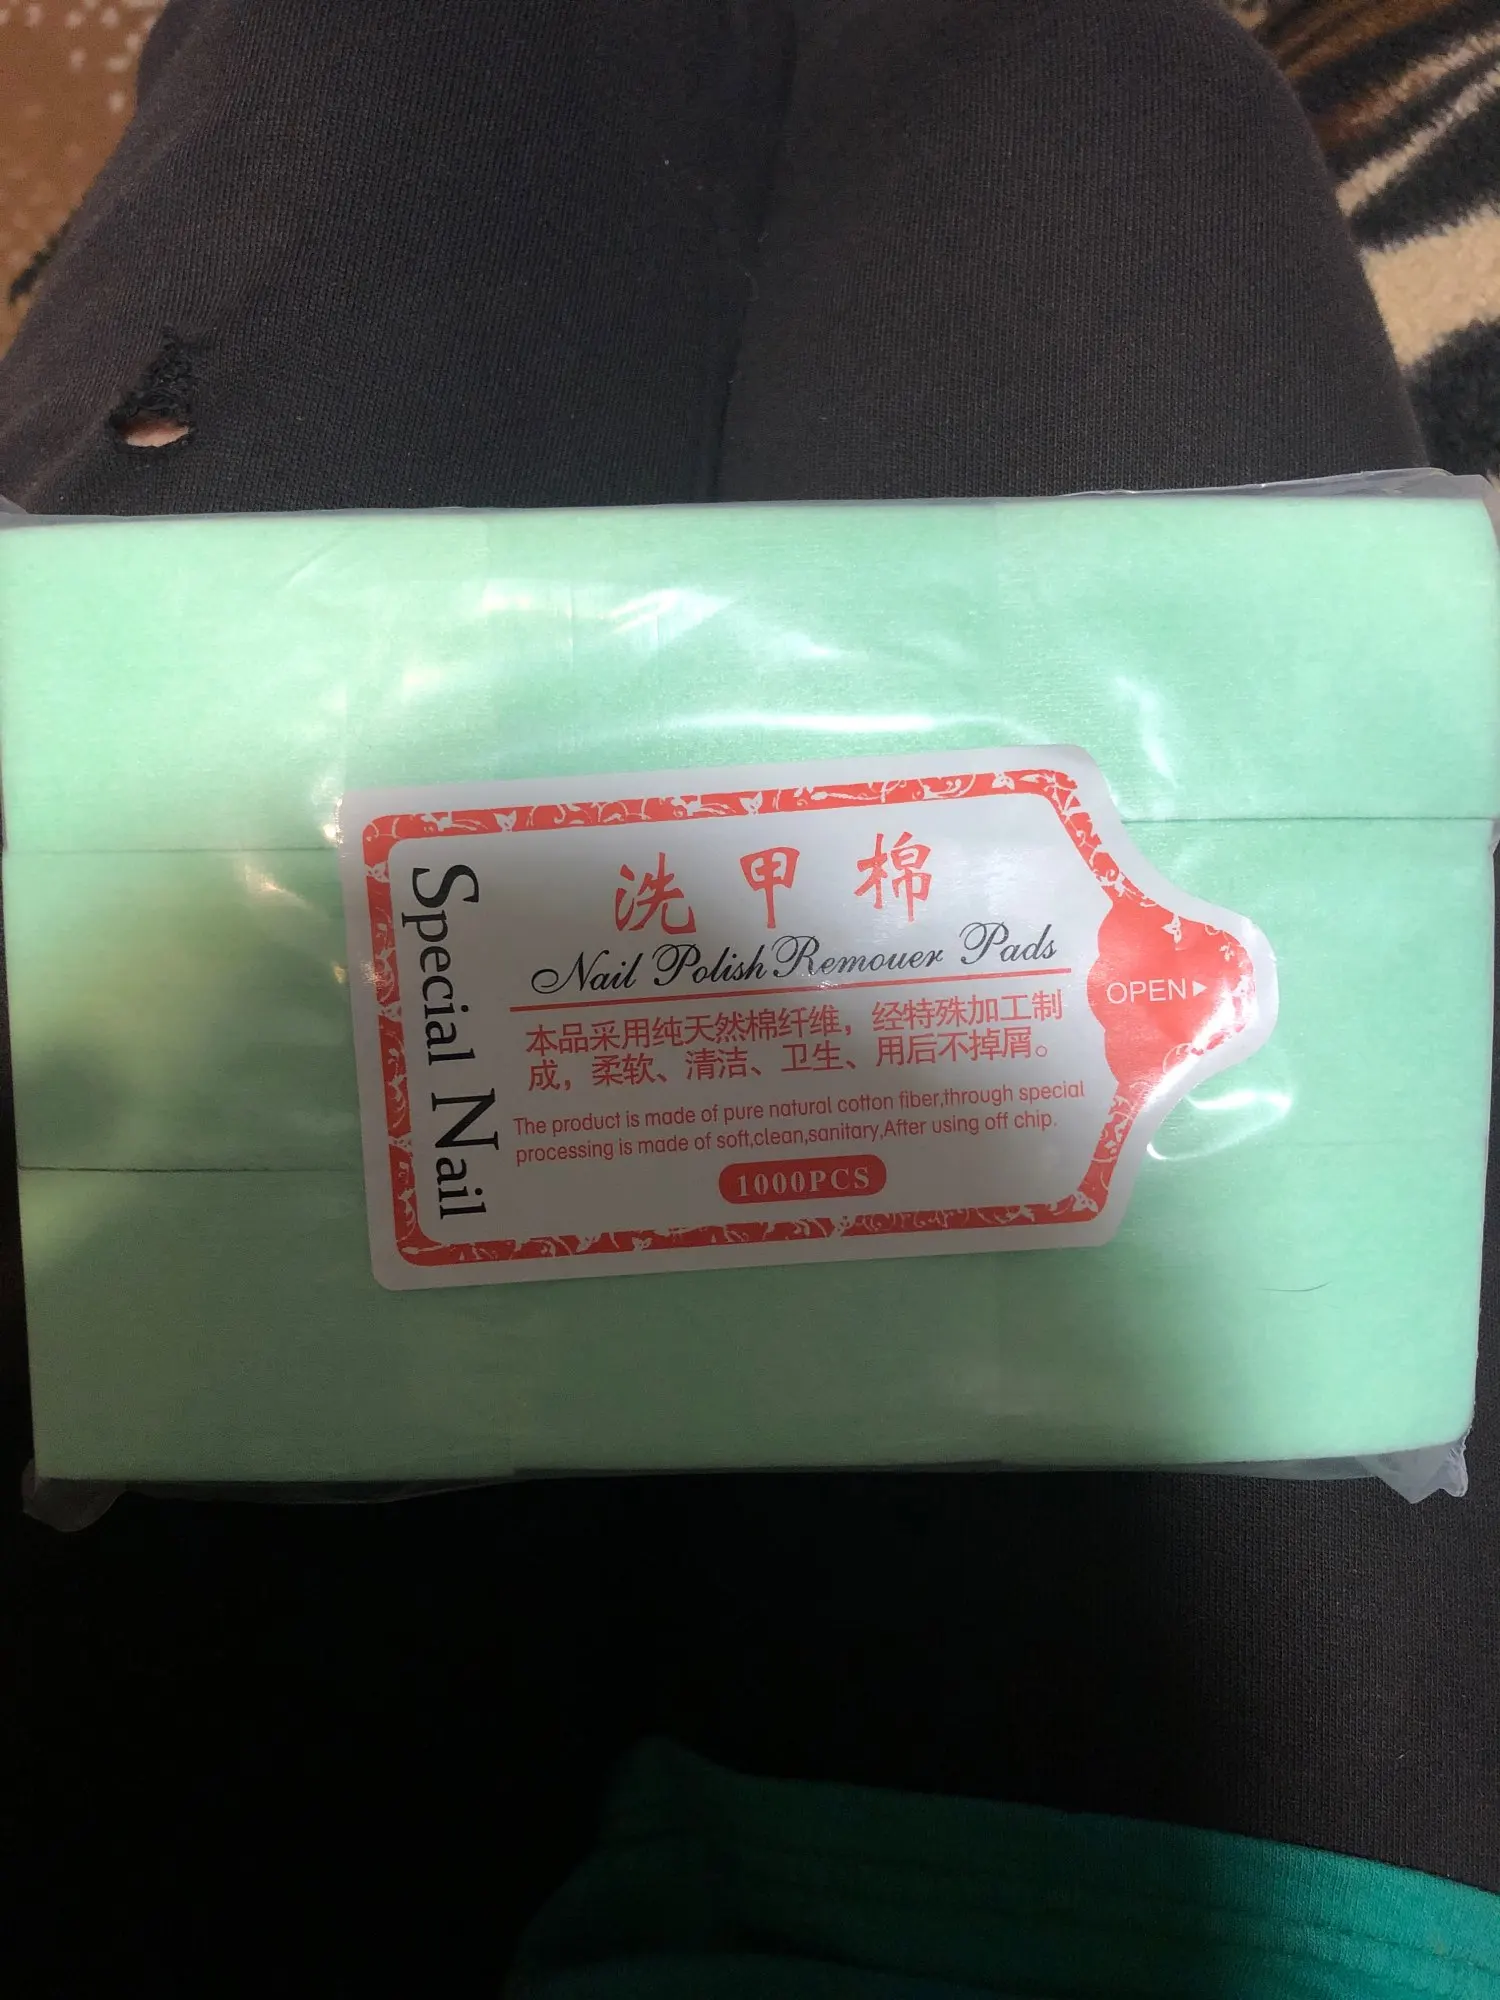 Special Nail
洗甲棉
Nail Polish Remouer Pads
本品采用纯天然棉纤维，经特殊加工制
成，柔软、清洁、卫生、用后不掉屑。
The product is made of pure natural cotton fiber,through special
processing is made of soft,clean,sanitary,After using off chip.
1000PCS
OPEN▶